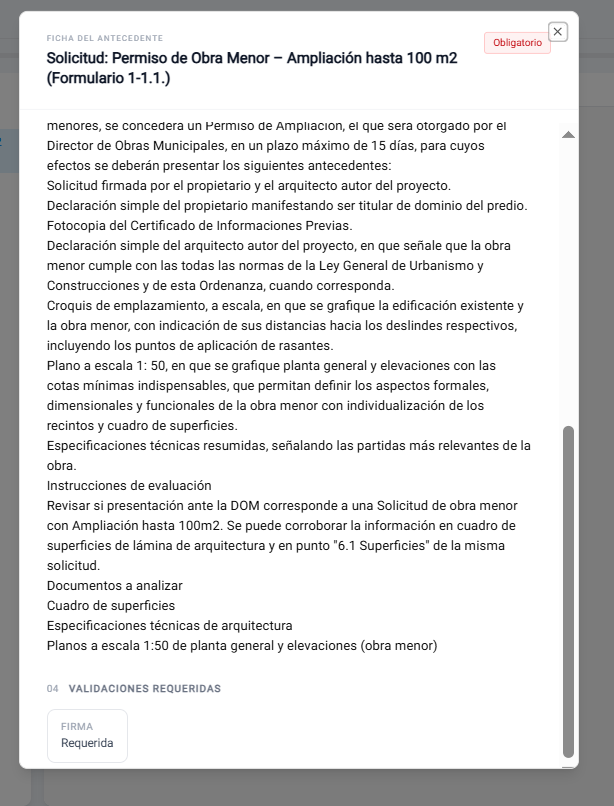 FICHA DEL ANTECEDENTE
Obligatorio
Solicitud: Permiso de Obra Menor – Ampliación hasta 100 m2
(Formulario 1-1.1.)
menores, se concederá un Permiso de Ampliación, el que será otorgado por el
Director de Obras Municipales, en un plazo máximo de 15 días, para cuyos
efectos se deberán presentar los siguientes antecedentes:
Solicitud firmada por el propietario y el arquitecto autor del proyecto.
Declaración simple del propietario manifestando ser titular de dominio del predio.
Fotocopia del Certificado de Informaciones Previas.
Declaración simple del arquitecto autor del proyecto, en que señale que la obra
menor cumple con las todas las normas de la Ley General de Urbanismo y
Construcciones y de esta Ordenanza, cuando corresponda.
Croquis de emplazamiento, a escala, en que se grafique la edificación existente y
la obra menor, con indicación de sus distancias hacia los deslindes respectivos,
incluyendo los puntos de aplicación de rasantes.
Plano a escala 1: 50, en que se grafique planta general y elevaciones con las
cotas mínimas indispensables, que permitan definir los aspectos formales,
dimensionales y funcionales de la obra menor con individualización de los
recintos y cuadro de superficies.
Especificaciones técnicas resumidas, señalando las partidas más relevantes de la
obra.
Instrucciones de evaluación
Revisar si presentación ante la DOM corresponde a una Solicitud de obra menor
con Ampliación hasta 100m2. Se puede corroborar la información en cuadro de
superficies de lámina de arquitectura y en punto "6.1 Superficies" de la misma
solicitud.
Documentos a analizar
Cuadro de superficies
Especificaciones técnicas de arquitectura
Planos a escala 1:50 de planta general y elevaciones (obra menor)
04 VALIDACIONES REQUERIDAS
FIRMA
Requerida